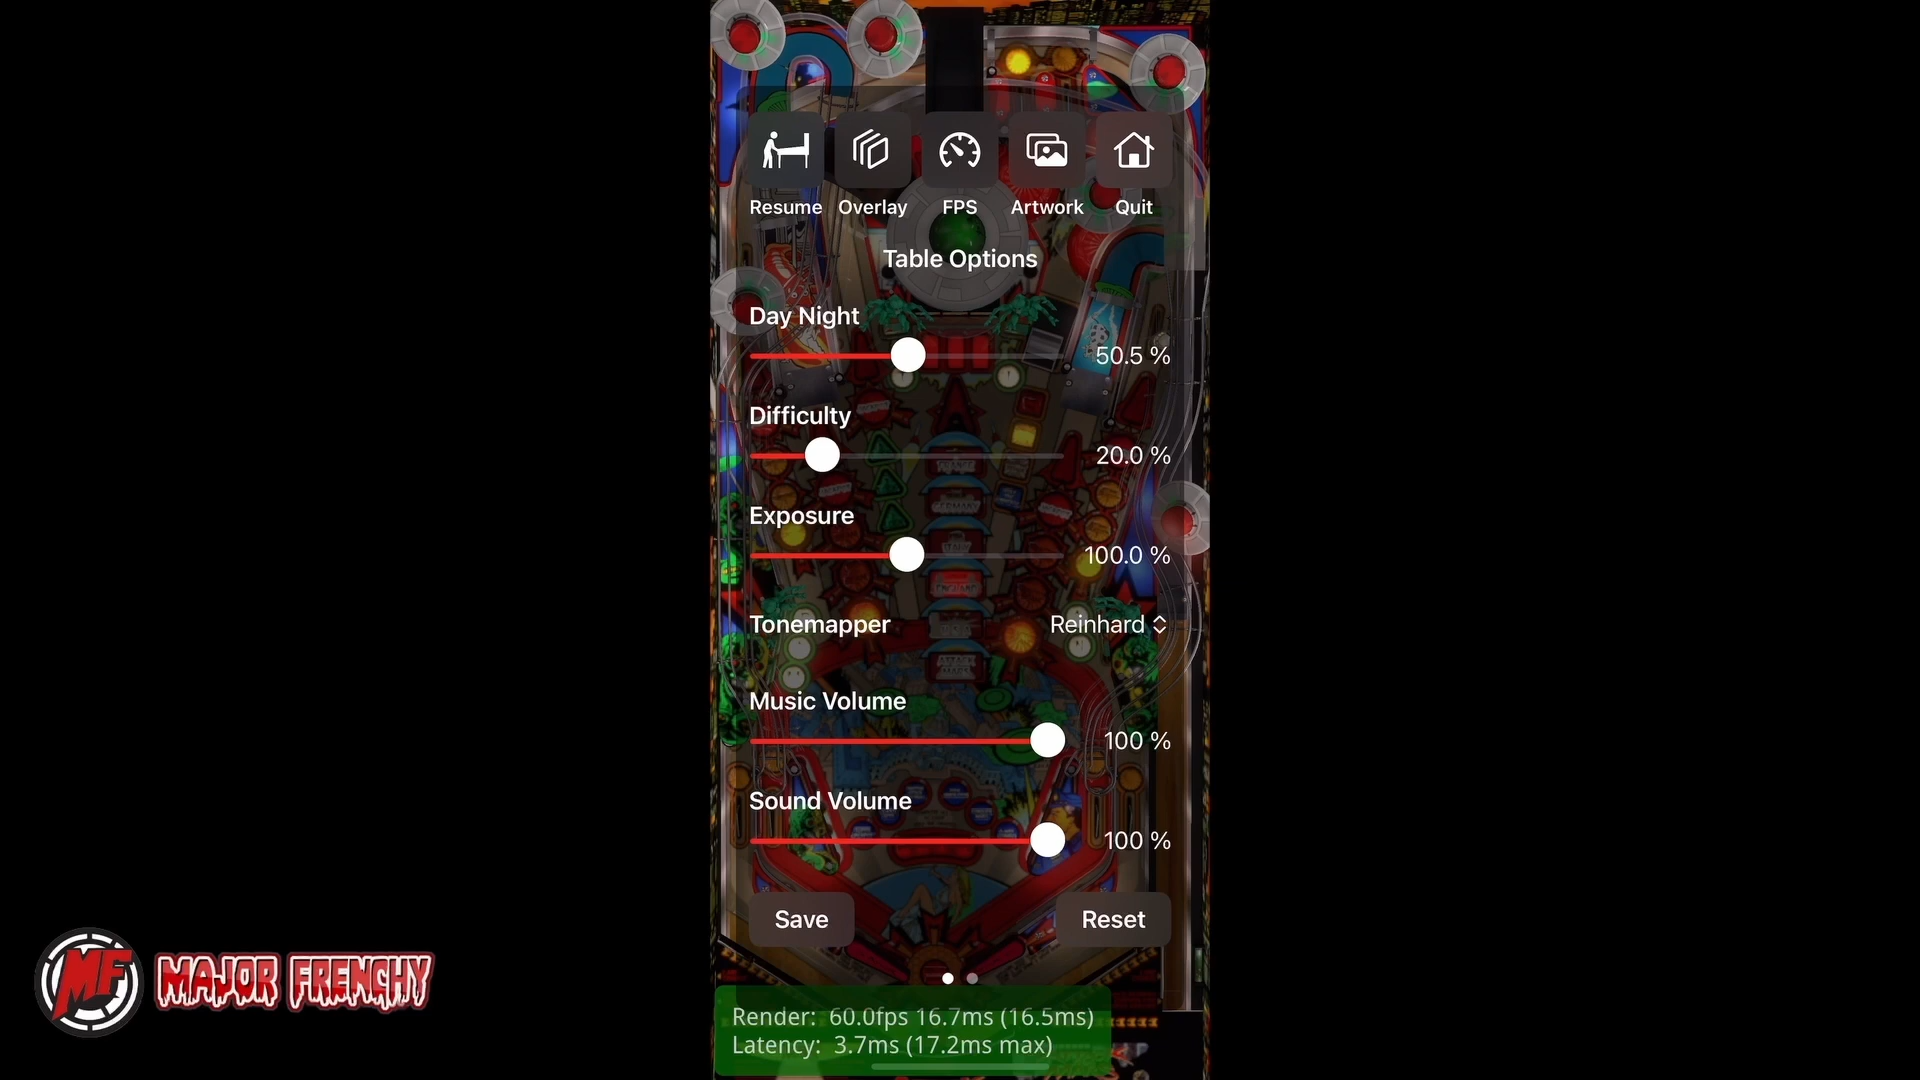 Resume Overlay FPS Artwork Quit
Table Options
Day Night
50.5 %
Difficulty
20.0 %
Exposure
100.0 %
Tonemapper Reinhard
Music Volume
100 %
Sound Volume
100 %
Save Reset
MF MAJOR FRENCHY
Render: 60.0fps 16.7ms (16.5ms)
Latency: 3.7ms (17.2ms max)